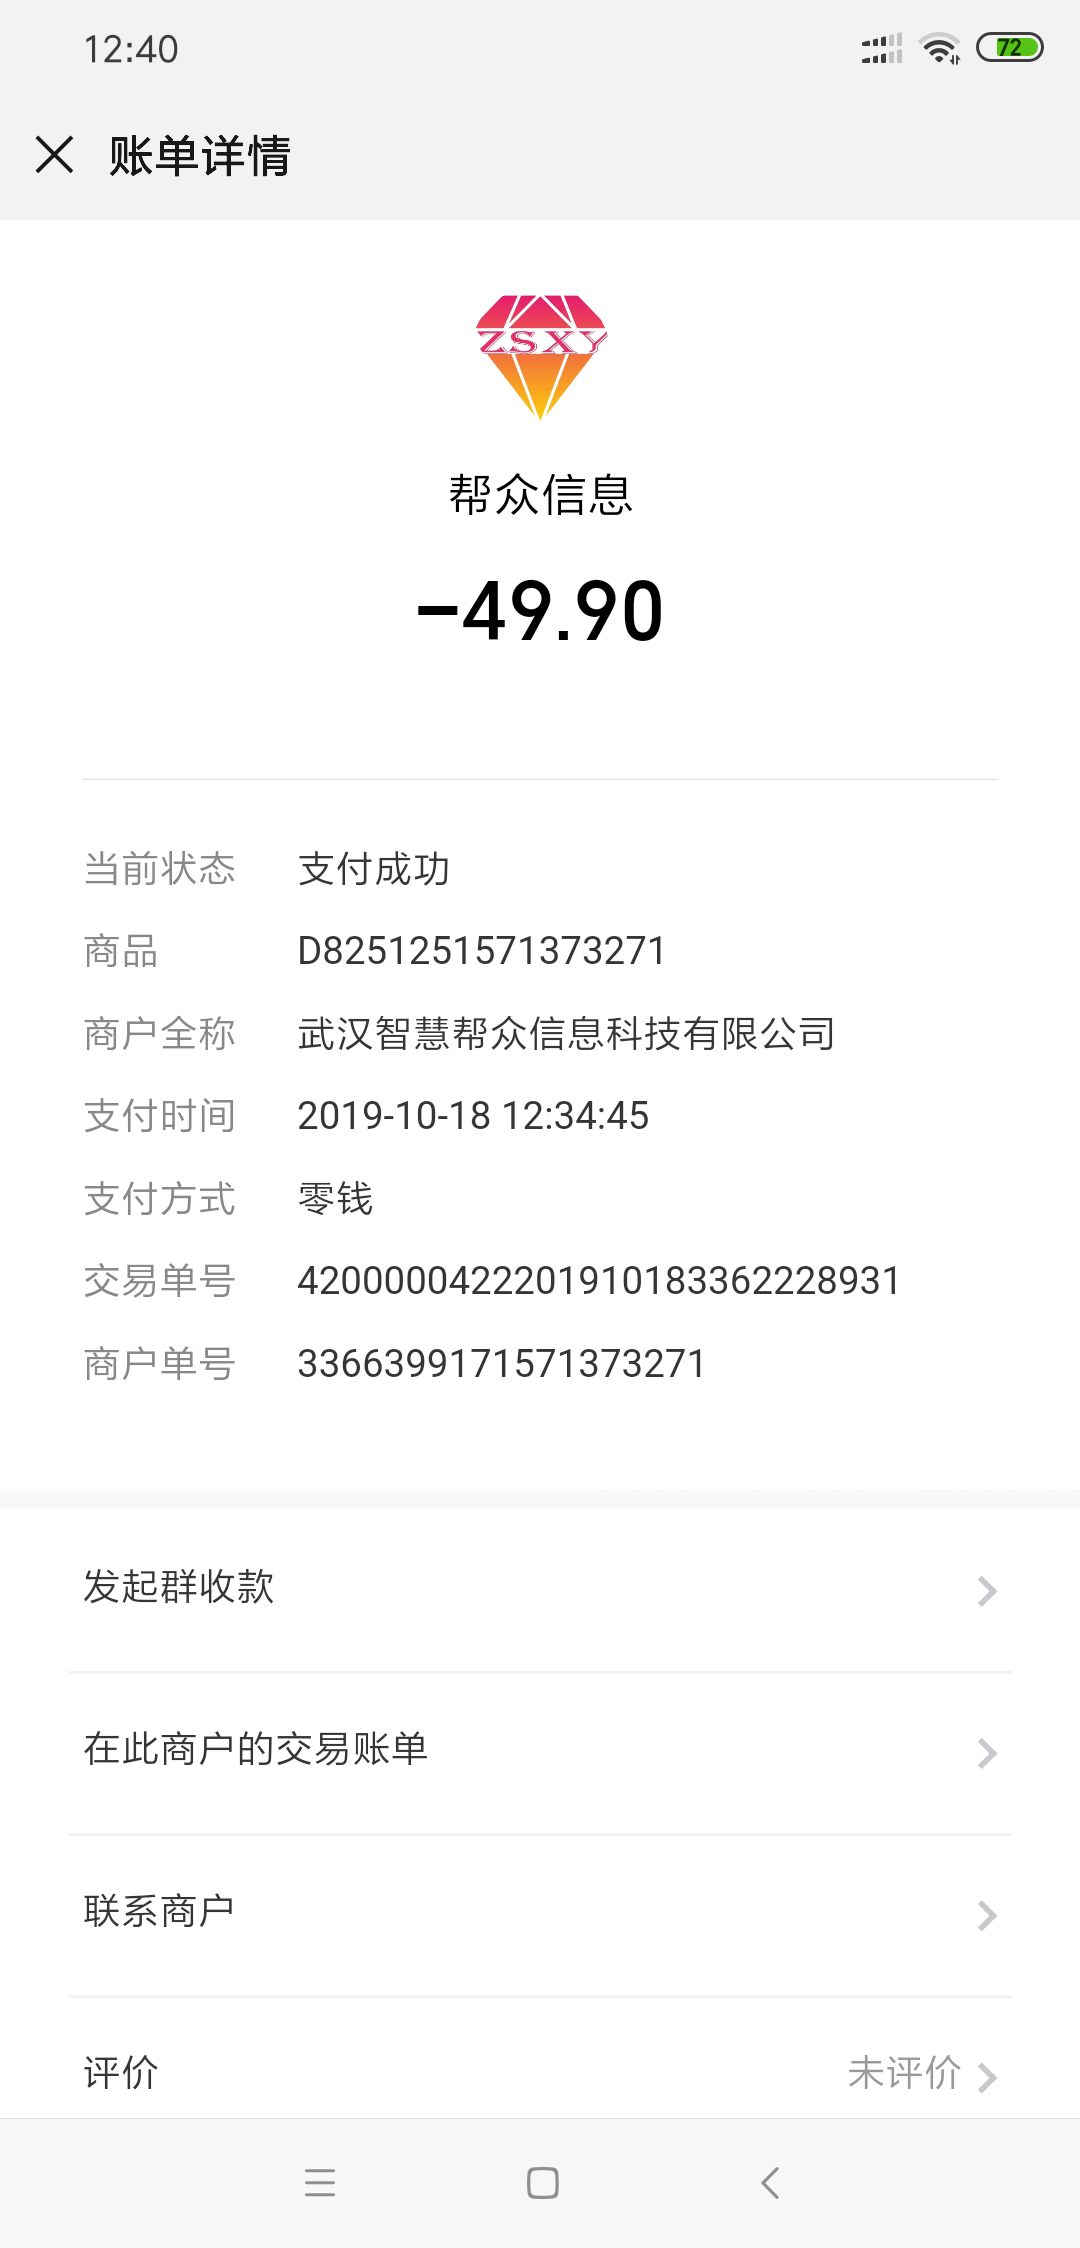 12:40
72
账单详情
ZSXY
帮众信息
-49.90
当前状态 支付成功
商品 D8251251571373271
商户全称 武汉智慧帮众信息科技有限公司
支付时间 2019-10-18 12:34:45
支付方式 零钱
交易单号 4200000422201910183362228931
商户单号 3366399171571373271
发起群收款
在此商户的交易账单
联系商户
评价 未评价